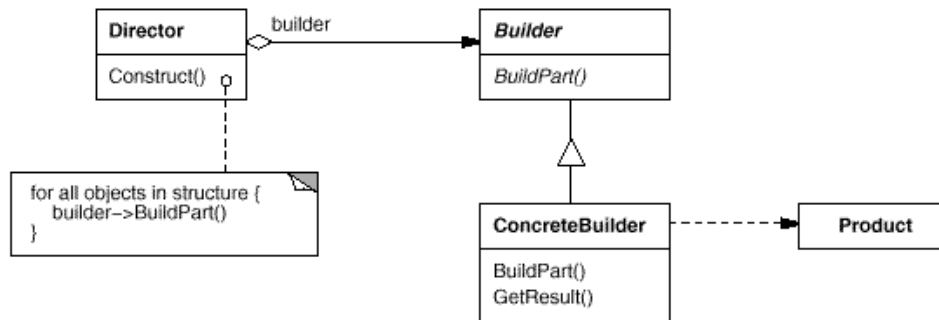 Director
builder
Builder
Construct()
BuildPart()
for all objects in structure {
builder->BuildPart()
}
ConcreteBuilder
Product
BuildPart()
GetResult()